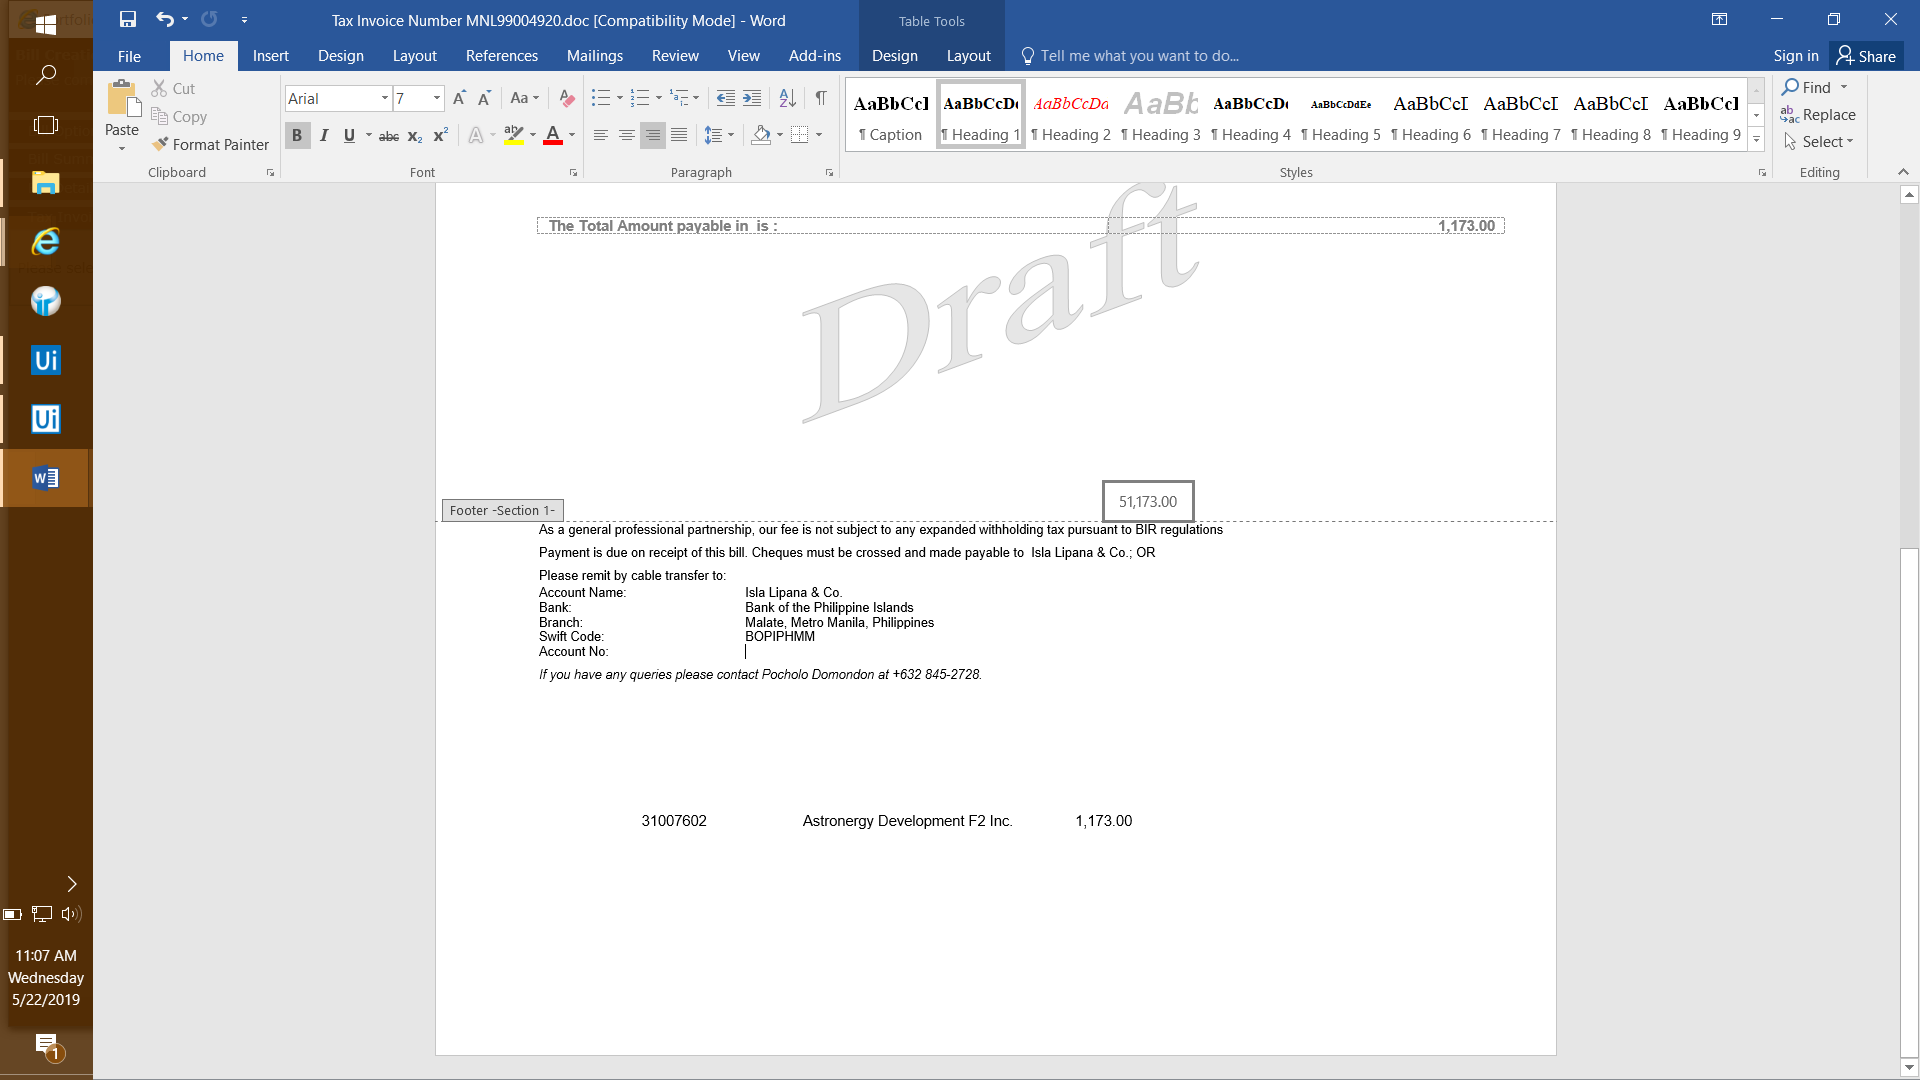 Tax Invoice Number MNL99004920.doc [Compatibility Mode] - Word
Table Tools
File Home Insert Design Layout References Mailings Review View Add-ins Design Layout Tell me what you want to do... Sign in Share
Paste
Cut
Copy
Format Painter
Clipboard
Arial 7
Font
Paragraph
AaBbCcI AaBbCcDc AaBbCcDa AaBb AaBbCcDc AaBbCcDdEe AaBbCcI AaBbCcI AaBbCcI AaBbCcI
¶ Caption ¶ Heading 1 ¶ Heading 2 ¶ Heading 3 ¶ Heading 4 ¶ Heading 5 ¶ Heading 6 ¶ Heading 7 ¶ Heading 8 ¶ Heading 9
Styles
Find
Replace
Select
Editing
The Total Amount payable in is : 1,173.00
Draft
51,173.00
Footer -Section 1-
As a general professional partnership, our fee is not subject to any expanded withholding tax pursuant to BIR regulations
Payment is due on receipt of this bill. Cheques must be crossed and made payable to Isla Lipana & Co.; OR
Please remit by cable transfer to:
Account Name: Isla Lipana & Co.
Bank: Bank of the Philippine Islands
Branch: Malate, Metro Manila, Philippines
Swift Code: BOPIPHMM
Account No:
If you have any queries please contact Pocholo Domondon at +632 845-2728.
31007602 Astronergy Development F2 Inc. 1,173.00
11:07 AM
Wednesday
5/22/2019
1